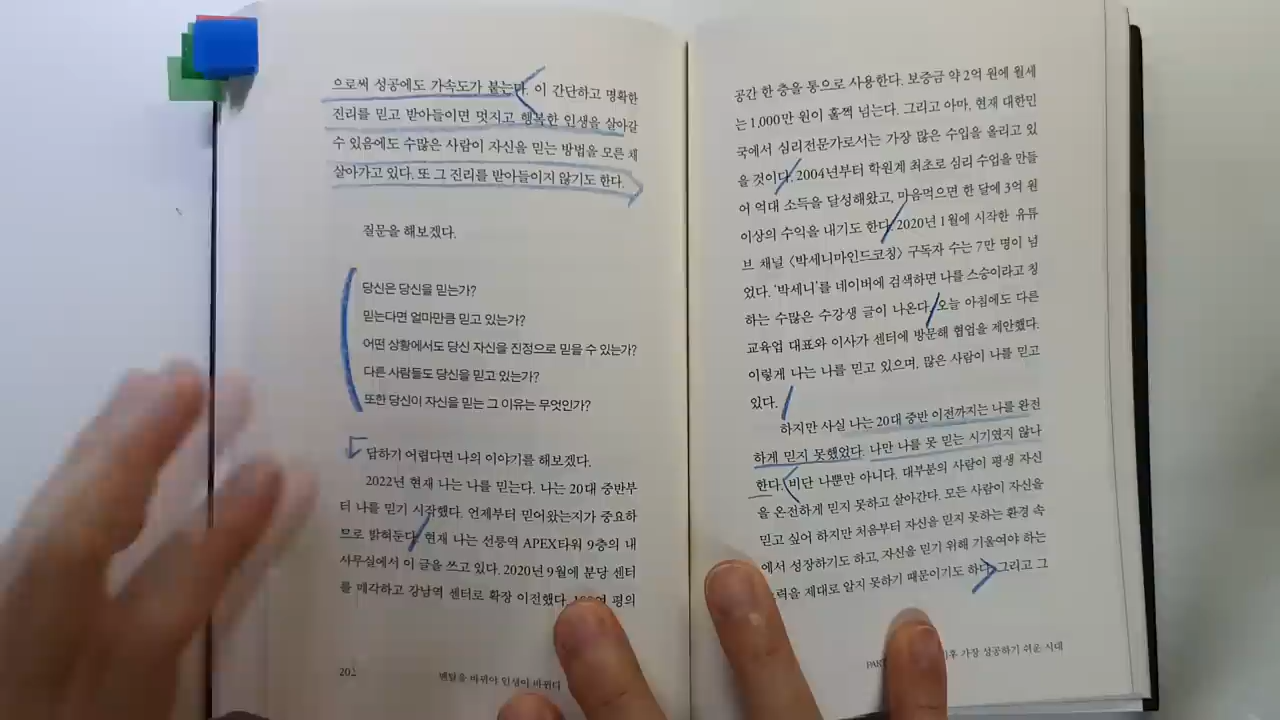 으로써 성공에도 가속도가 붙는다. 이 간단하고 명확한
진리를 믿고 받아들이면 멋지고 행복한 인생을 살아갈
수 있음에도 수많은 사람이 자신을 믿는 방법을 모른 채
살아가고 있다. 또 그 진리를 받아들이지 않기도 한다.
질문을 해보겠다.
당신은 당신을 믿는가?
믿는다면 얼마만큼 믿고 있는가?
어떤 상황에서도 당신 자신을 진정으로 믿을 수 있는가?
다른 사람들도 당신을 믿고 있는가?
또한 당신이 자신을 믿는 그 이유는 무엇인가?
답하기 어렵다면 나의 이야기를 해보겠다.
2022년 현재 나는 나를 믿는다. 나는 20대 중반부
터 나를 믿기 시작했다. 언제부터 믿어왔는지가 중요하
므로 밝혀둔다. 현재 나는 선릉역 APEX타워 9층의 내
사무실에서 이 글을 쓰고 있다. 2020년 9월에 분당 센터
를 매각하고 강남역 센터로 확장 이전했다. 평의
202
멘탈을 바꿔야 인생이 바뀐다
공간 한 층을 통으로 사용한다. 보증금 약 2억 원에 월세
는 1,000만 원이 훌쩍 넘는다. 그리고 아마, 현재 대한민
국에서 심리전문가로서는 가장 많은 수입을 올리고 있
을 것이다. 2004년부터 학원계 최초로 심리 수업을 만들
어 억대 소득을 달성해왔고, 마음먹으면 한 달에 3억 원
이상의 수익을 내기도 한다. 2020년 1월에 시작한 유튜
브 채널 〈박세니마인드코칭〉 구독자 수는 7만 명이 넘
었다. ‘박세니’를 네이버에 검색하면 나를 스승이라고 칭
하는 수많은 수강생 글이 나온다. 오늘 아침에도 다른
교육업 대표와 이사가 센터에 방문해 협업을 제안했다.
이렇게 나는 나를 믿고 있으며, 많은 사람이 나를 믿고
있다.
하지만 사실 나는 20대 중반 이전까지는 나를 완전
하게 믿지 못했었다. 나만 나를 못 믿는 시기였지 않나
한다. 비단 나뿐만 아니다. 대부분의 사람이 평생 자신
을 온전하게 믿지 못하고 살아간다. 모든 사람이 자신을
믿고 싶어 하지만 처음부터 자신을 믿지 못하는 환경 속
에서 성장하기도 하고, 자신을 믿기 위해 기울여야 하는
력을 제대로 알지 못하기 때문이기도 하다. 그리고 그
PART 이후 가장 성공하기 쉬운 시대